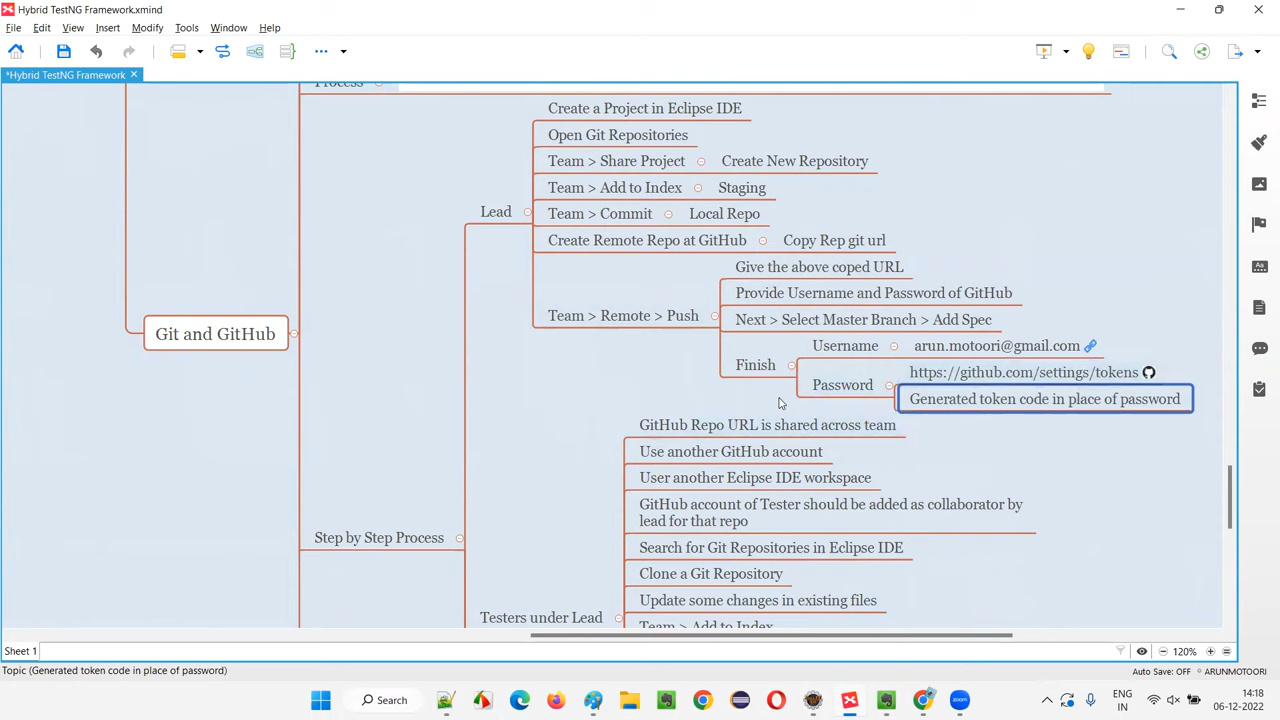 Hybrid TestNG Framework.xmind
File Edit View Insert Modify Tools Window Help
*Hybrid TestNG Framework
Process
Create a Project in Eclipse IDE
Open Git Repositories
Team > Share Project Create New Repository
Team > Add to Index Staging
Lead
Team > Commit Local Repo
Create Remote Repo at GitHub Copy Rep git url
Give the above coped URL
Provide Username and Password of GitHub
Team > Remote > Push
Next > Select Master Branch > Add Spec
Git and GitHub
Username arun.motoori@gmail.com
Finish
https://github.com/settings/tokens
Password
Generated token code in place of password
GitHub Repo URL is shared across team
Use another GitHub account
User another Eclipse IDE workspace
GitHub account of Tester should be added as collaborator by
lead for that repo
Step by Step Process
Search for Git Repositories in Eclipse IDE
Clone a Git Repository
Update some changes in existing files
Testers under Lead
Team > Add to Index
Sheet 1
120%
Topic (Generated token code in place of password)
Auto Save: OFF
ARUNMOTOORI
Search
ENG
IN
14:18
06-12-2022